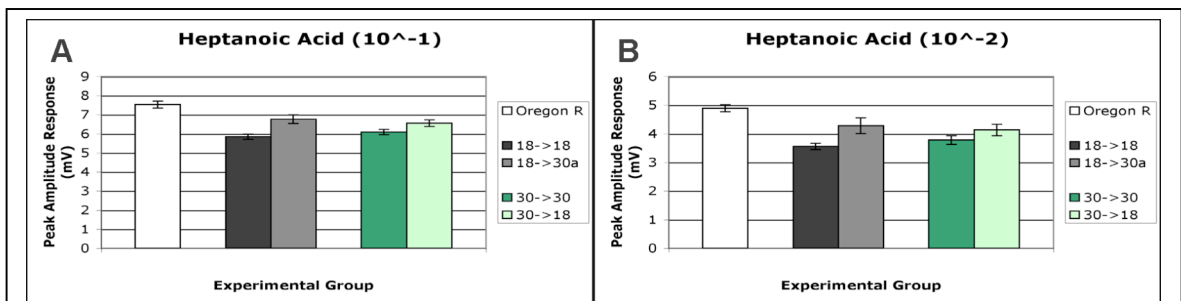 A
Heptanoic Acid (10^-1)
Peak Amplitude Response
(mV)
9
8
7
6
5
4
3
2
1
0
Experimental Group
Oregon R
18->18
18->30a
30->30
30->18
B
Heptanoic Acid (10^-2)
Peak Amplitude Response
(mV)
6
5
4
3
2
1
0
Experimental Group
Oregon R
18->18
18->30a
30->30
30->18